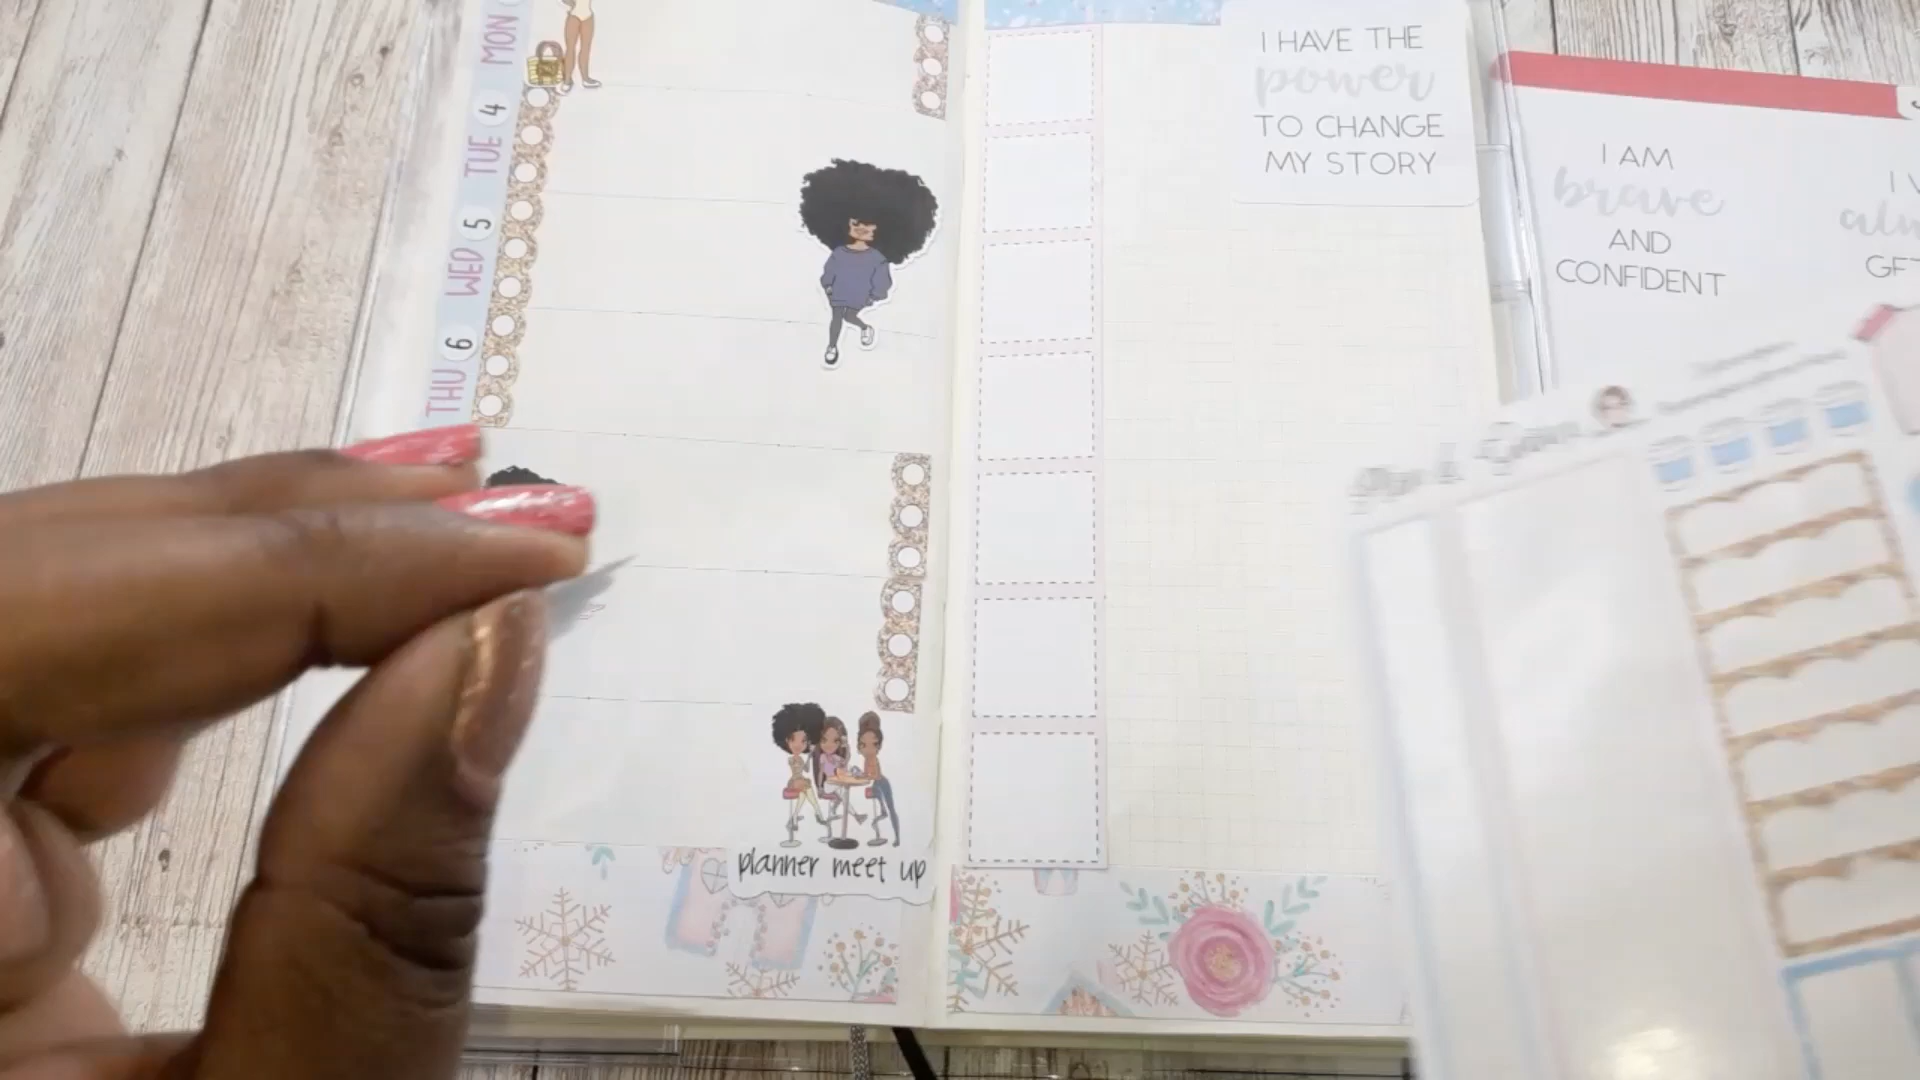 MON
4 TUE
5 WED
6 THU
planner meet up
I HAVE THE
power
TO CHANGE
MY STORY
I AM
brave
AND
CONFIDENT